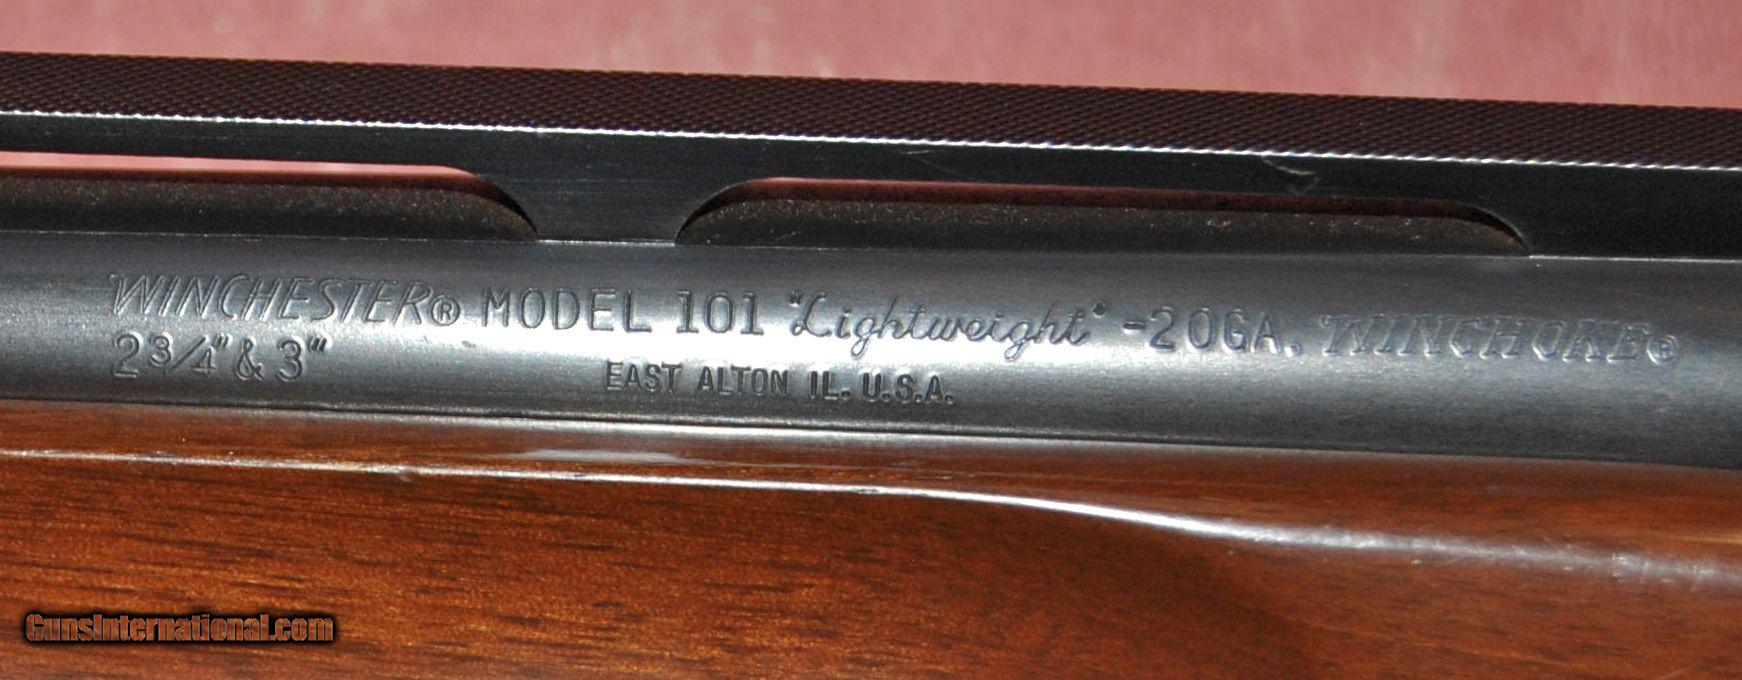 WINCHESTER® MODEL 101 "Lightweight" -20GA. WINCHOKE®
2¾"& 3"
EAST ALTON IL. U.S.A.
GunsInternational.com